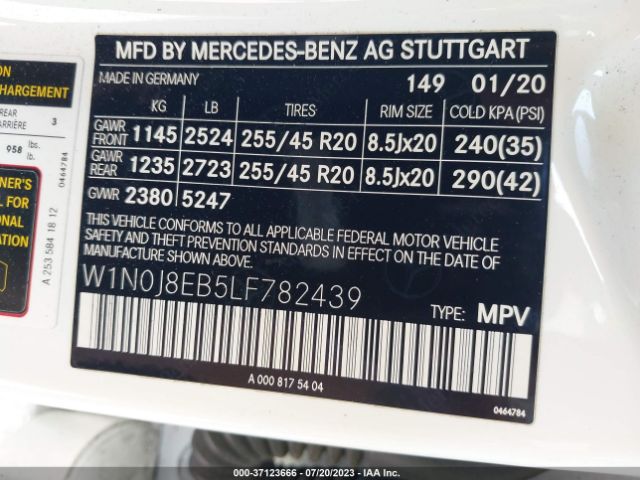 ION
CHARGEMENT
REAR
ARRIÈRE 3
958 lbs.
lb.
0464784
NER'S
L FOR
ONAL
ATION
A 253 584 18 12
MFD BY MERCEDES-BENZ AG STUTTGART
MADE IN GERMANY 149 01/20
KG LB TIRES RIM SIZE COLD KPA (PSI)
GAWR FRONT 1145 2524 255/45 R20 8.5Jx20 240(35)
GAWR REAR 1235 2723 255/45 R20 8.5Jx20 290(42)
GVWR 2380 5247
THIS VEHICLE CONFORMS TO ALL APPLICABLE FEDERAL MOTOR VEHICLE
SAFETY AND THEFT PREVENTION STANDARDS IN EFFECT ON THE DATE OF
MANUFACTURE SHOWN ABOVE.
W1N0J8EB5LF782439
TYPE: MPV
A 000 817 54 04
0464784
000-37123666 - 07/20/2023 - IAA Inc.